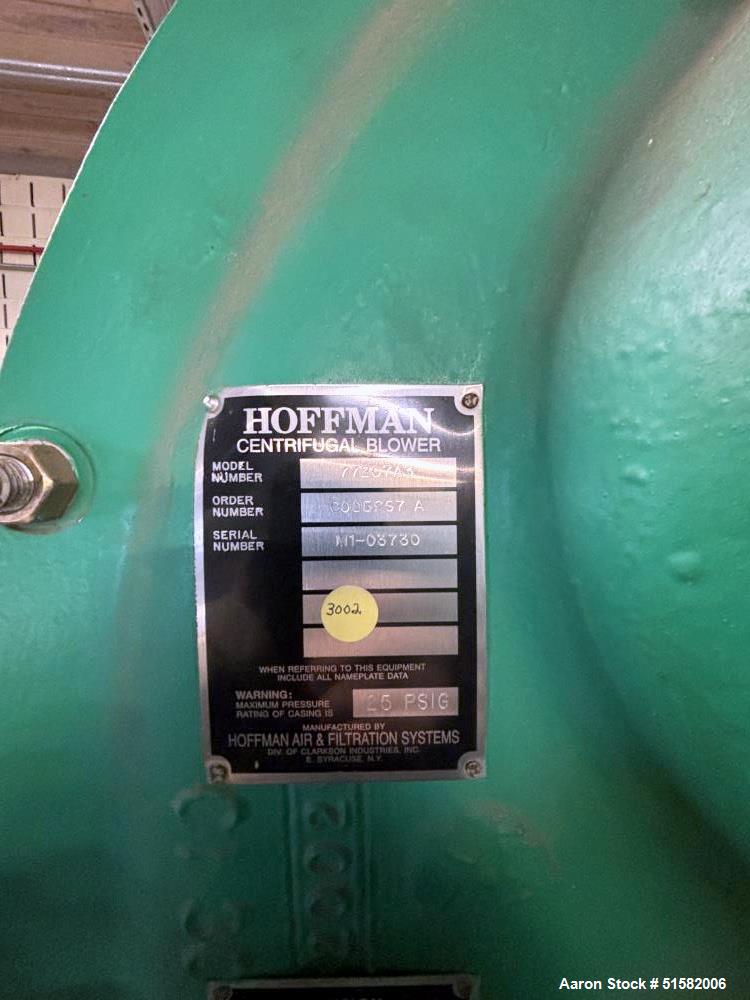 HOFFMAN
CENTRIFUGAL BLOWER
MODEL
NUMBER
ORDER
NUMBER
SERIAL
NUMBER
M1-03730
3002
WHEN REFERRING TO THIS EQUIPMENT
INCLUDE ALL NAMEPLATE DATA
WARNING:
MAXIMUM PRESSURE
RATING OF CASING IS
25 PSIG
MANUFACTURED BY
HOFFMAN AIR & FILTRATION SYSTEMS
DIV. OF CLARKSON INDUSTRIES, INC.
E. SYRACUSE, N.Y.
Aaron Stock # 51582006